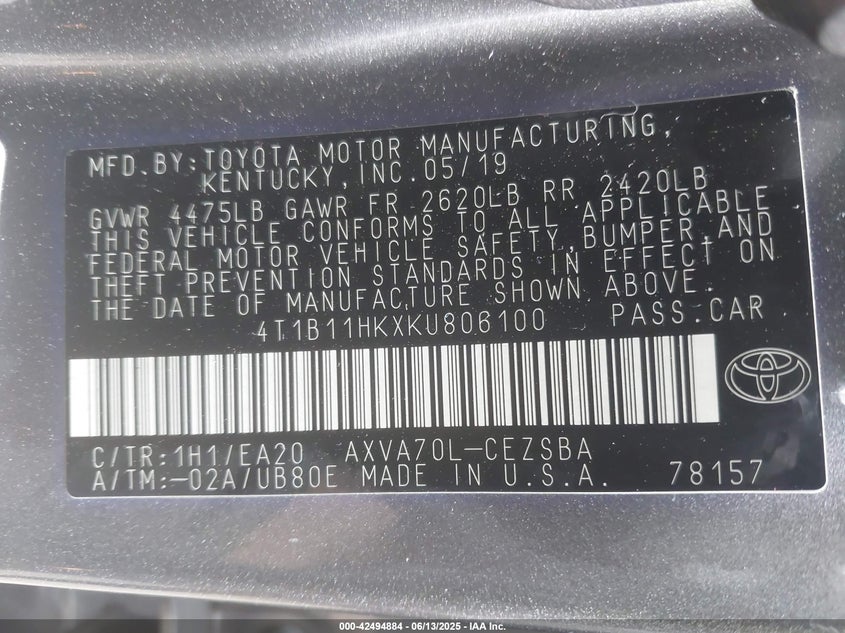 MFD. BY: TOYOTA MOTOR MANUFACTURING,
KENTUCKY, INC. 05/19
GVWR 4475LB GAWR FR 2620LB RR 2420LB
THIS VEHICLE CONFORMS TO ALL APPLICABLE
FEDERAL MOTOR VEHICLE SAFETY, BUMPER, AND
THEFT PREVENTION STANDARDS IN EFFECT ON
THE DATE OF MANUFACTURE SHOWN ABOVE.
4T1B11HKXKU806100 PASS. CAR
C/TR: 1H1/EA20 AXVA70L-CEZSBA
A/TM: -02A/UB80E MADE IN U.S.A. 78157
000-42494884 - 06/13/2025 - IAA Inc.